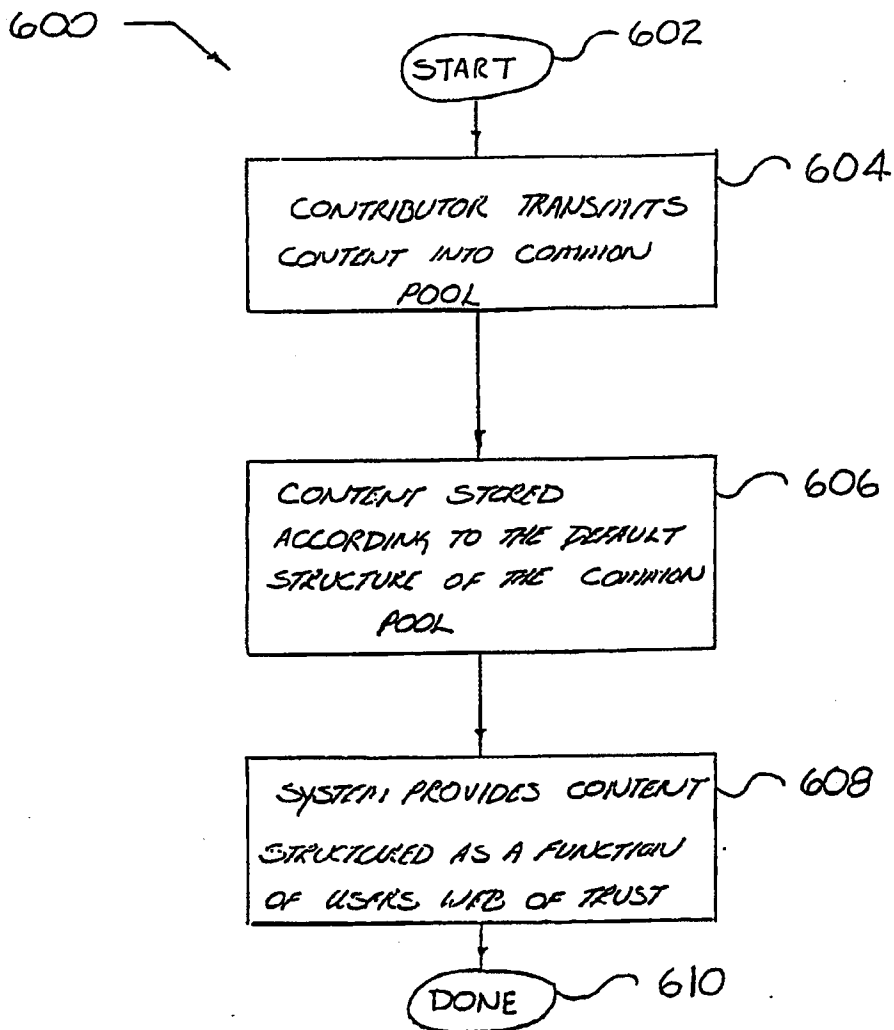 600
602
START
604
CONTRIBUTOR TRANSMITS
CONTENT INTO COMMON
POOL
606
CONTENT STORED
ACCORDING TO THE DEFAULT
STRUCTURE OF THE COMMON
POOL
608
SYSTEM PROVIDES CONTENT
STRUCTURED AS A FUNCTION
OF USERS WEB OF TRUST
DONE
610